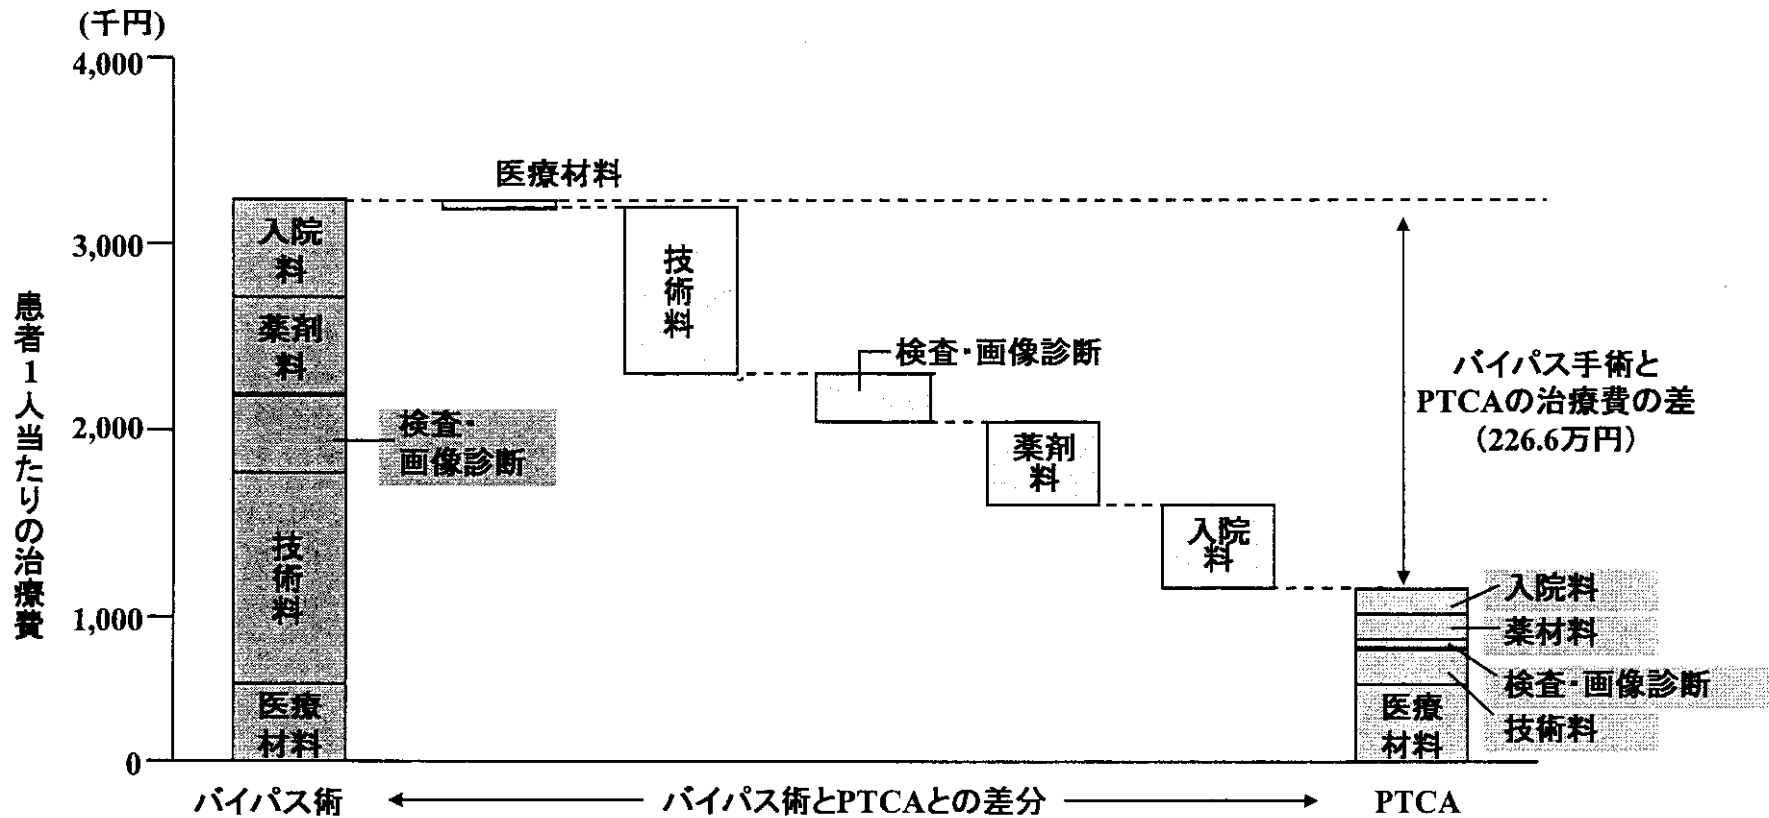 (千円)
4,000
3,000
2,000
1,000
0
患者1人当たりの治療費
入院
料
薬剤
料
検査・
画像診断
技術料
医療
材料
医療材料
技術料
検査・画像診断
薬剤
料
入院
料
バイパス手術と
PTCAの治療費の差
(226.6万円)
入院料
薬材料
検査・画像診断
技術料
医療
材料
バイパス術
バイパス術とPTCAとの差分
PTCA